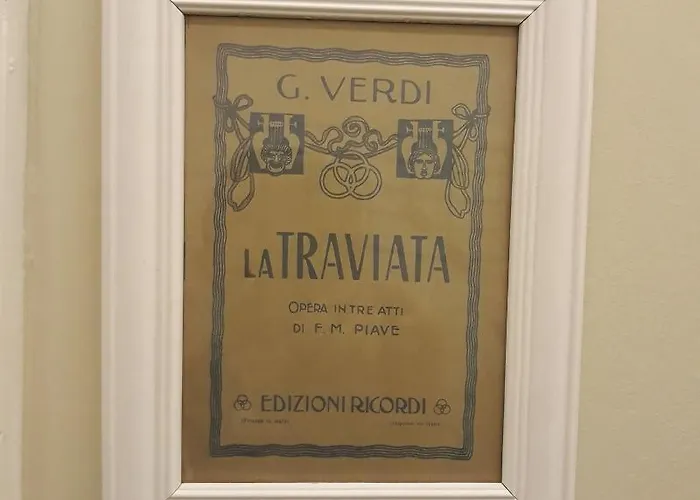 G. VERDI
LA TRAVIATA
OPERA IN TRE ATTI
DI F. M. PIAVE
EDIZIONI RICORDI